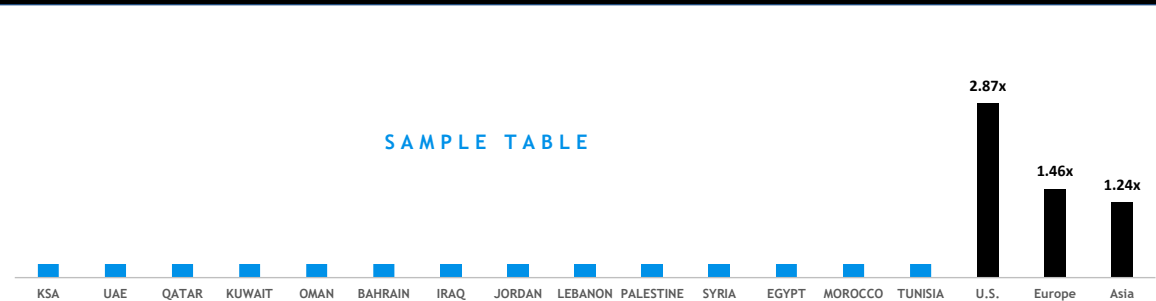 2.87x
SAMPLE TABLE
1.46x
1.24x
KSA UAE QATAR KUWAIT OMAN BAHRAIN IRAQ JORDAN LEBANON PALESTINE SYRIA EGYPT MOROCCO TUNISIA U.S. Europe Asia